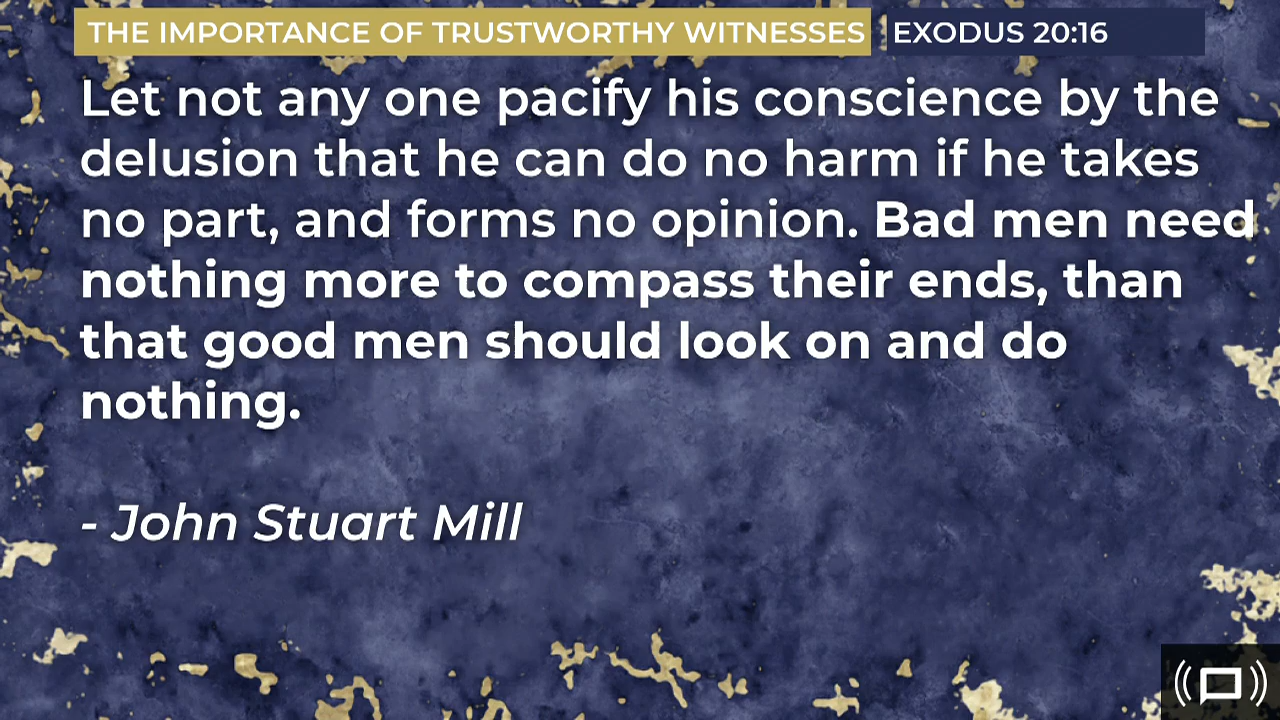 THE IMPORTANCE OF TRUSTWORTHY WITNESSES EXODUS 20:16
Let not any one pacify his conscience by the
delusion that he can do no harm if he takes
no part, and forms no opinion. Bad men need
nothing more to compass their ends, than
that good men should look on and do
nothing.
- John Stuart Mill